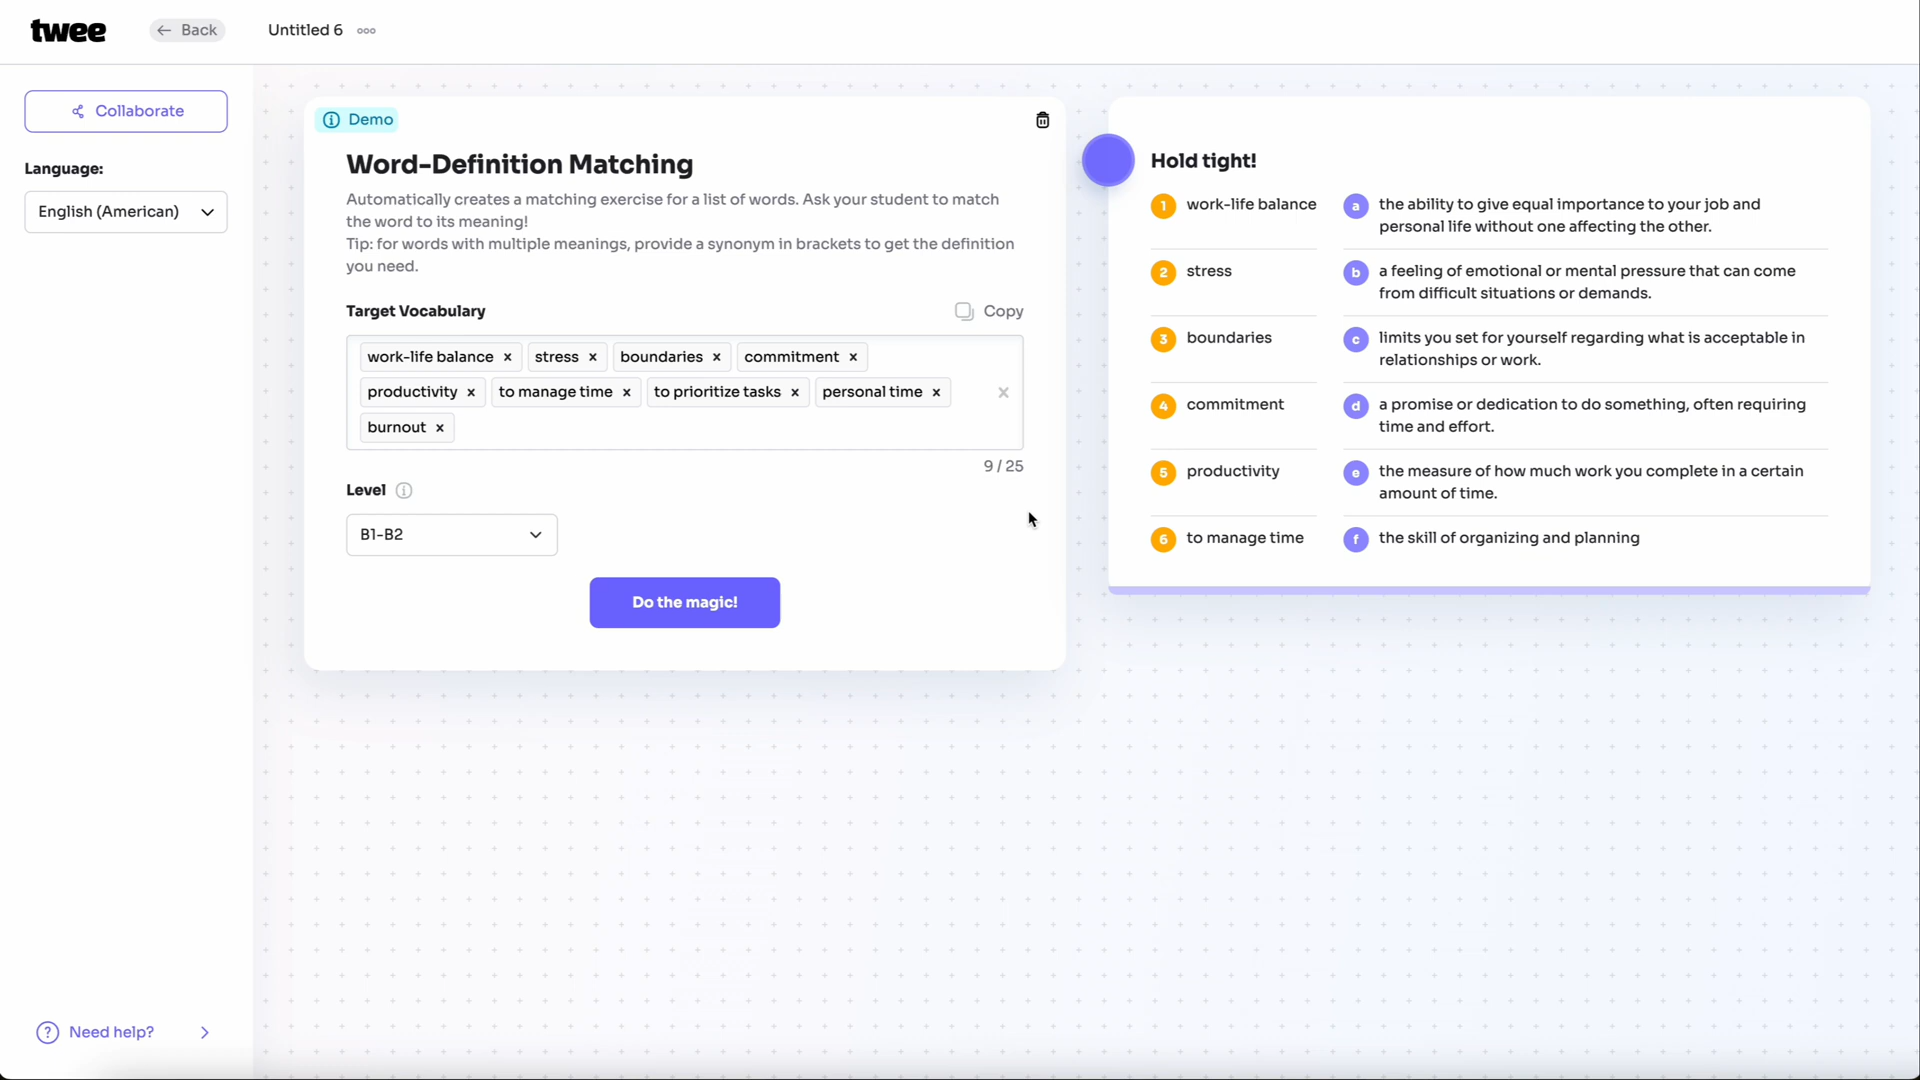 twee
Back
Untitled 6
Collaborate
Language:
English (American)
Demo
Word-Definition Matching
Automatically creates a matching exercise for a list of words. Ask your student to match
the word to its meaning!
Tip: for words with multiple meanings, provide a synonym in brackets to get the definition
you need.
Target Vocabulary
Copy
work-life balance × stress × boundaries × commitment ×
productivity × to manage time × to prioritize tasks × personal time ×
burnout ×
9 / 25
Level
B1-B2
Do the magic!
Hold tight!
1 work-life balance
a the ability to give equal importance to your job and
personal life without one affecting the other.
2 stress
b a feeling of emotional or mental pressure that can come
from difficult situations or demands.
3 boundaries
c limits you set for yourself regarding what is acceptable in
relationships or work.
4 commitment
d a promise or dedication to do something, often requiring
time and effort.
5 productivity
e the measure of how much work you complete in a certain
amount of time.
6 to manage time
f the skill of organizing and planning
? Need help?